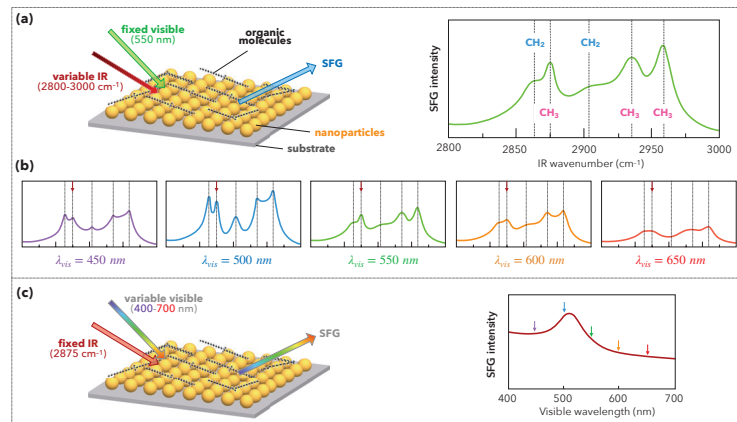 (a)
fixed visible
(550 nm)
organic
molecules
SFG
variable IR
(2800-3000 cm⁻¹)
nanoparticles
substrate
SFG intensity
CH₂
CH₂
CH₃
CH₃
CH₃
2800
2850
2900
2950
3000
IR wavenumber (cm⁻¹)
(b)
λvis = 450 nm
λvis = 500 nm
λvis = 550 nm
λvis = 600 nm
λvis = 650 nm
(c)
variable visible
(400-700 nm)
SFG
fixed IR
(2875 cm⁻¹)
SFG intensity
400
500
600
700
Visible wavelength (nm)